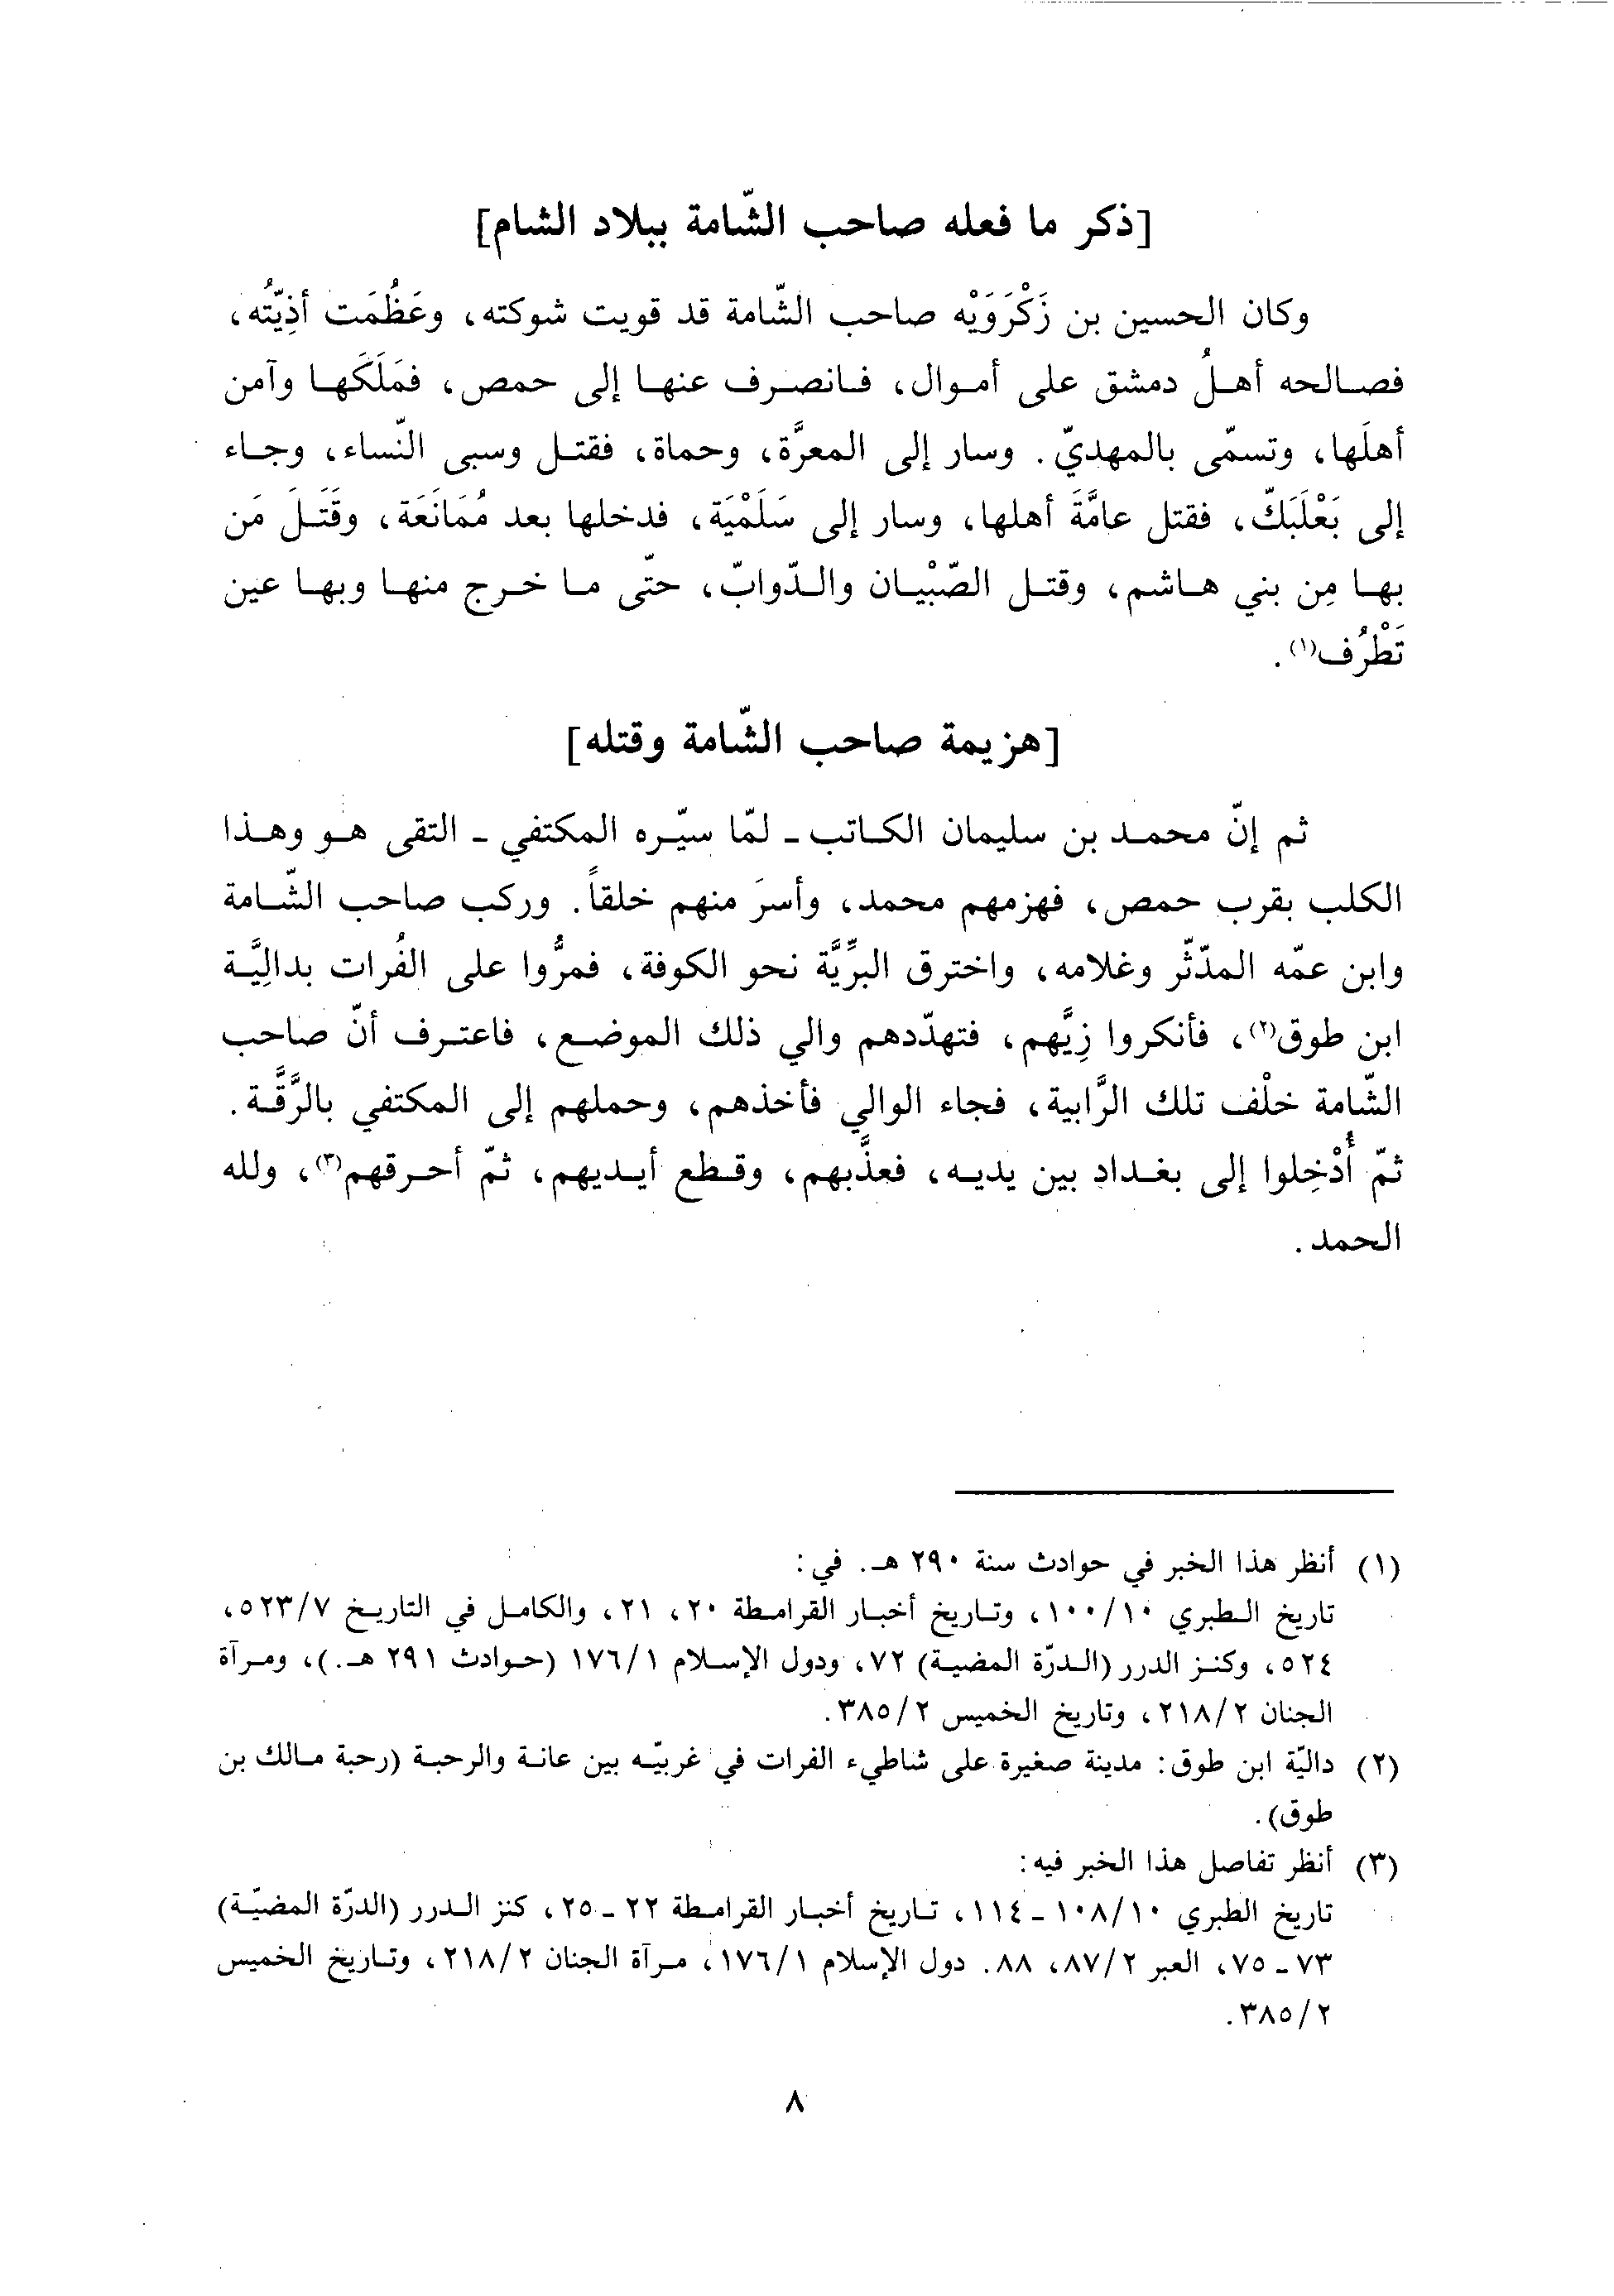 [ذكر ما فعله صاحب الشّامة ببلاد الشام]
وكان الحسين بن زَكْرَوَيْه صاحب الشّامة قد قويت شوكته، وعَظُمَت أذِيّتُه،
فصالحه أهلُ دمشق على أموال، فانصرف عنها إلى حمص، فمَلَكَها وآمن
أهلَها، وتسمّى بالمهديّ. وسار إلى المعرَّة، وحماة، فقتل وسبى النّساء، وجاء
إلى بَعْلَبَكّ، فقتل عامَّةَ أهلها، وسار إلى سَلَمْيَة، فدخلها بعد مُمَانَعَة، وقَتَلَ مَن
بها مِن بني هاشم، وقتل الصّبْيان والدّوابّ، حتّى ما خرج منها وبها عين
تَطْرُف(١).
[هزيمة صاحب الشّامة وقتله]
ثم إنّ محمد بن سليمان الكاتب ـ لمّا سيّره المكتفي ـ التقى هو وهذا
الكلب بقرب حمص، فهزمهم محمد، وأسرَ منهم خلقاً. وركب صاحب الشّامة
وابن عمّه المدّثّر وغلامه، واخترق البرِّيَّة نحو الكوفة، فمرُّوا على الفُرات بدالِيَّة
ابن طوق(٢)، فأنكروا زِيَّهم، فتهدّدهم والي ذلك الموضع، فاعترف أنّ صاحب
الشّامة خلْف تلك الرَّابية، فجاء الوالي فأخذهم، وحملهم إلى المكتفي بالرَّقَّة.
ثمّ أُدْخِلوا إلى بغداد بين يديه، فعذَّبهم، وقطع أيديهم، ثمّ أحرقهم(٣)، ولله
الحمد.
(١) أنظر هذا الخبر في حوادث سنة ٢٩٠ هـ. في:
تاريخ الطبري ١٠٠/١٠، وتاريخ أخبار القرامطة ٢٠، ٢١، والكامل في التاريخ ٥٢٣/٧،
٥٢٤، وكنز الدرر (الدرّة المضية) ٧٢، ودول الإسلام ١٧٦/١ (حوادث ٢٩١ هـ.)، ومرآة
الجنان ٢١٨/٢، وتاريخ الخميس ٣٨٥/٢.
(٢) داليّة ابن طوق: مدينة صغيرة على شاطيء الفرات في غربيّه بين عانة والرحبة (رحبة مالك بن
طوق).
(٣) أنظر تفاصل هذا الخبر فيه:
تاريخ الطبري ١٠٨/١٠ ـ ١١٤، تاريخ أخبار القرامطة ٢٢ ـ ٢٥، كنز الدرر (الدرّة المضيّة)
٧٣ ـ ٧٥، العبر ٨٧/٢، ٨٨. دول الإسلام ١٧٦/١، مرآة الجنان ٢١٨/٢، وتاريخ الخميس
٣٨٥/٢.
٨